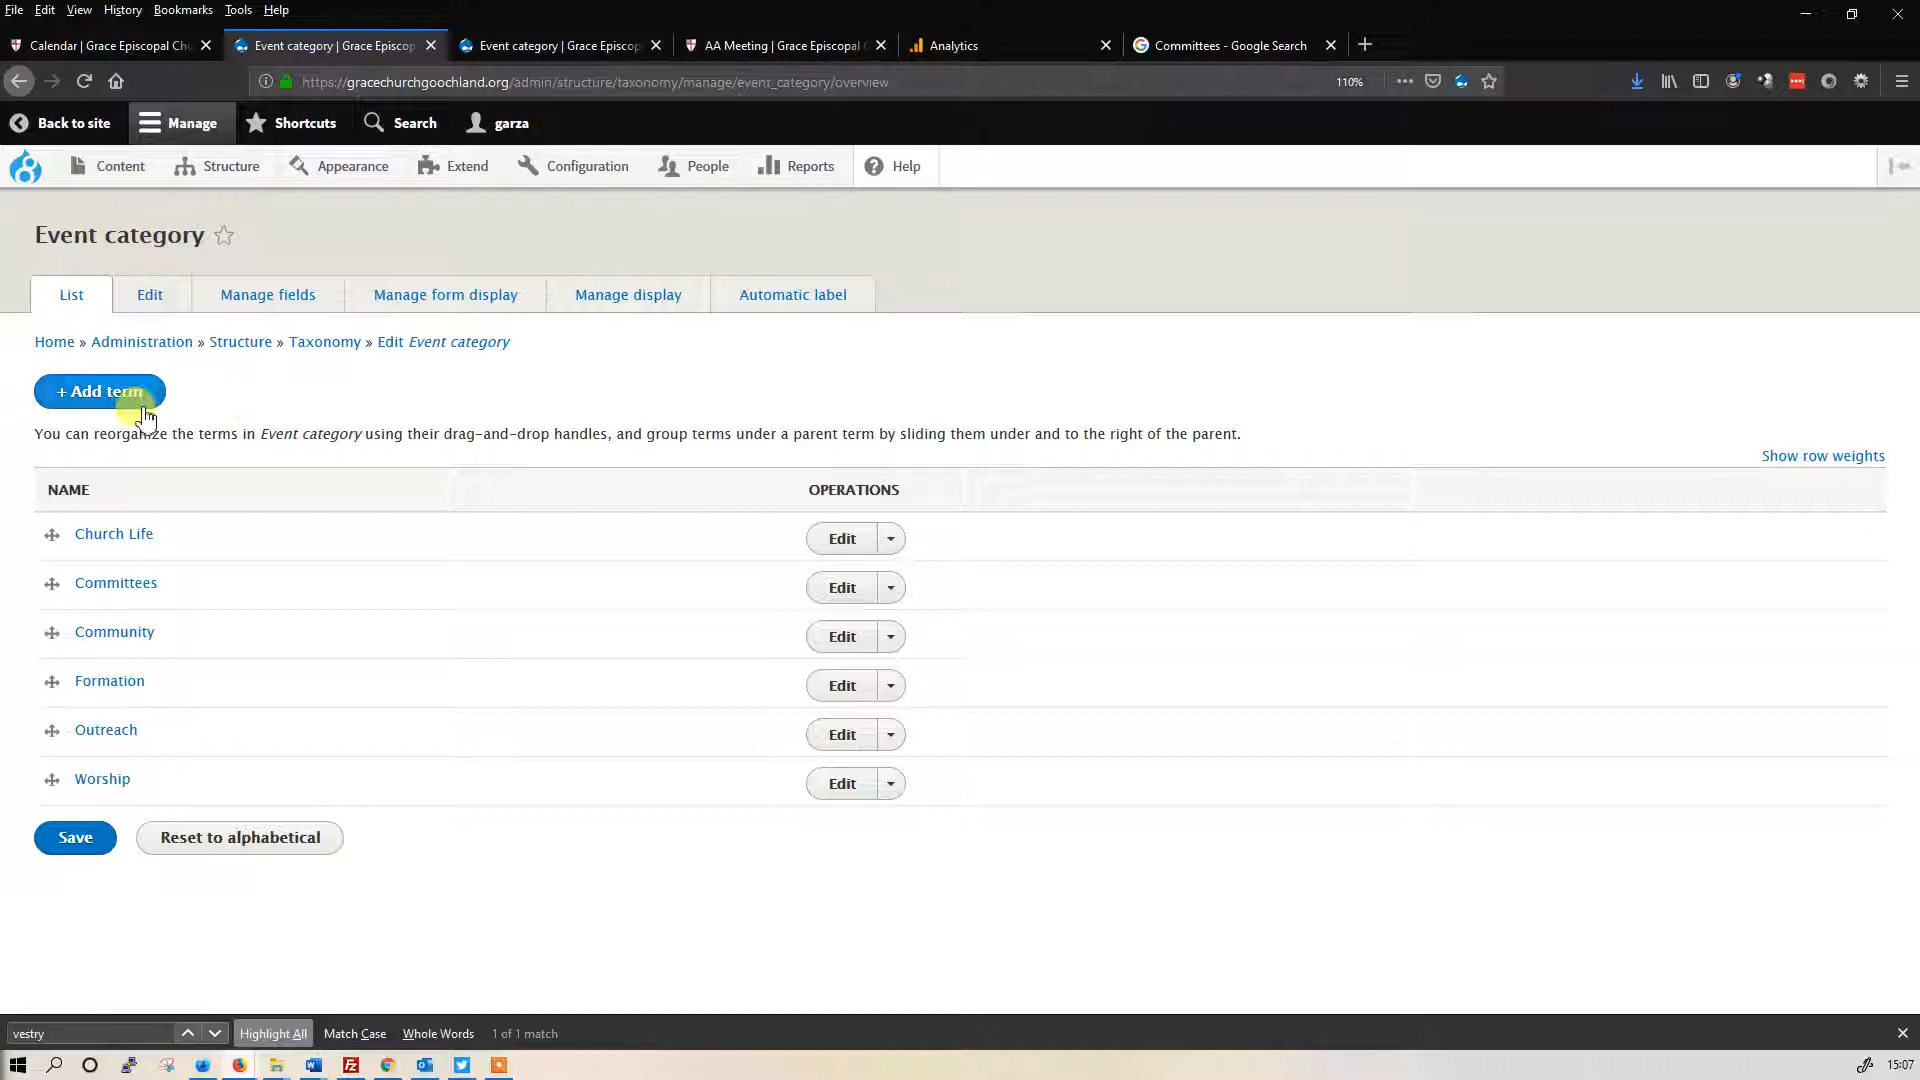 File Edit View History Bookmarks Tools Help
Calendar | Grace Episcopal Chu Event category | Grace Episcop Event category | Grace Episcop AA Meeting | Grace Episcopal C Analytics Committees - Google Search
https://gracechurchgoochland.org/admin/structure/taxonomy/manage/event_category/overview 110%
Back to site Manage Shortcuts Search garza
Content Structure Appearance Extend Configuration People Reports Help
Event category
List Edit Manage fields Manage form display Manage display Automatic label
Home » Administration » Structure » Taxonomy » Edit Event category
+ Add term
You can reorganize the terms in Event category using their drag-and-drop handles, and group terms under a parent term by sliding them under and to the right of the parent.
Show row weights
NAME OPERATIONS
Church Life Edit
Committees Edit
Community Edit
Formation Edit
Outreach Edit
Worship Edit
Save Reset to alphabetical
vestry Highlight All Match Case Whole Words 1 of 1 match
15:07